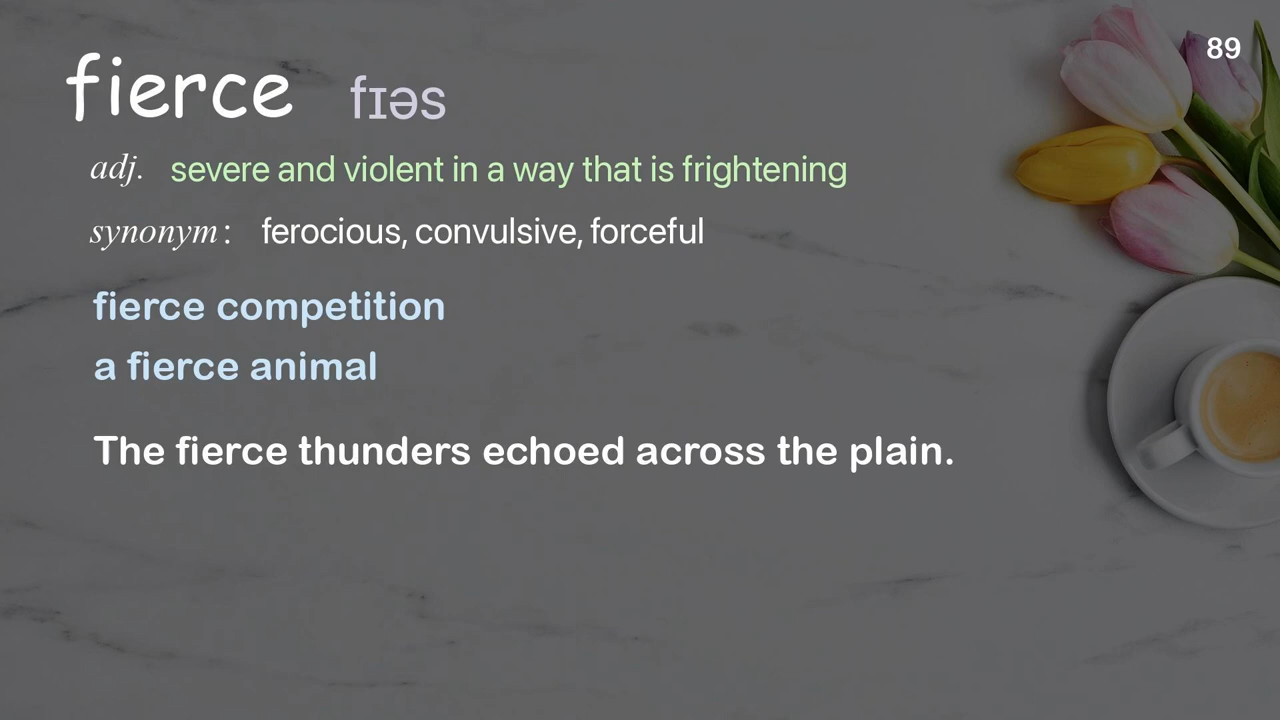 89
fierce fɪəs
adj. severe and violent in a way that is frightening
synonym: ferocious, convulsive, forceful
fierce competition
a fierce animal
The fierce thunders echoed across the plain.